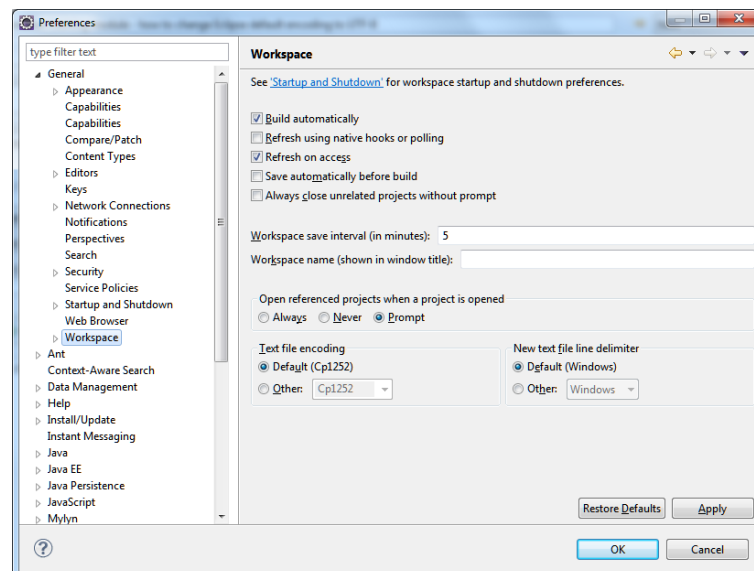 Preferences
type filter text
General
Appearance
Capabilities
Capabilities
Compare/Patch
Content Types
Editors
Keys
Network Connections
Notifications
Perspectives
Search
Security
Service Policies
Startup and Shutdown
Web Browser
Workspace
Ant
Context-Aware Search
Data Management
Help
Install/Update
Instant Messaging
Java
Java EE
Java Persistence
JavaScript
Mylyn
Workspace
See 'Startup and Shutdown' for workspace startup and shutdown preferences.
Build automatically
Refresh using native hooks or polling
Refresh on access
Save automatically before build
Always close unrelated projects without prompt
Workspace save interval (in minutes): 5
Workspace name (shown in window title):
Open referenced projects when a project is opened
Always Never Prompt
Text file encoding
Default (Cp1252)
Other: Cp1252
New text file line delimiter
Default (Windows)
Other: Windows
Restore Defaults Apply
? OK Cancel